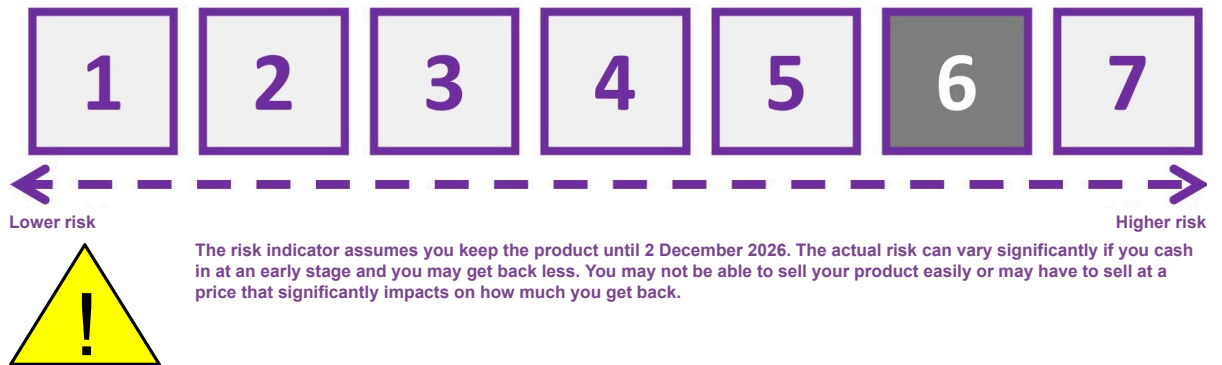 1 2 3 4 5 6 7
Lower risk Higher risk
The risk indicator assumes you keep the product until 2 December 2026. The actual risk can vary significantly if you cash
in at an early stage and you may get back less. You may not be able to sell your product easily or may have to sell at a
price that significantly impacts on how much you get back.
!